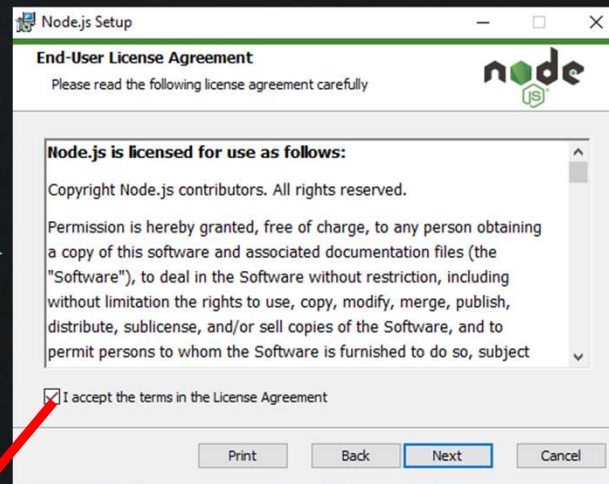 Node.js Setup
End-User License Agreement
Please read the following license agreement carefully
node
JS
Node.js is licensed for use as follows:
Copyright Node.js contributors. All rights reserved.
Permission is hereby granted, free of charge, to any person obtaining
a copy of this software and associated documentation files (the
"Software"), to deal in the Software without restriction, including
without limitation the rights to use, copy, modify, merge, publish,
distribute, sublicense, and/or sell copies of the Software, and to
permit persons to whom the Software is furnished to do so, subject
I accept the terms in the License Agreement
Print Back Next Cancel